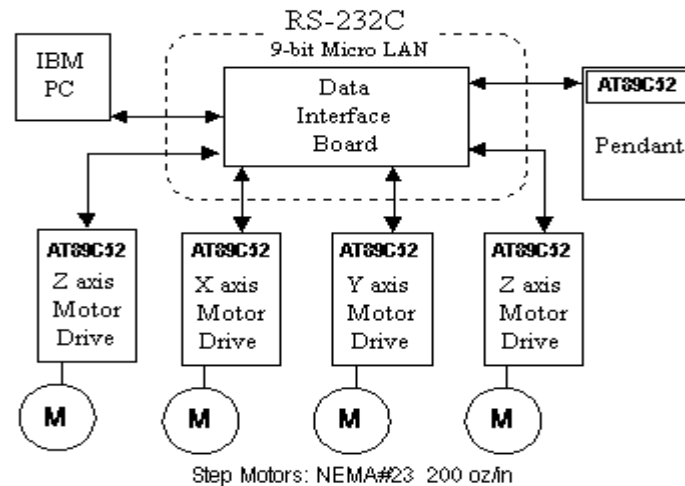 RS-232C
9-bit Micro LAN
IBM
PC
Data
Interface
Board
AT89C52
Pendant
AT89C52
Z axis
Motor
Drive
AT89C52
X axis
Motor
Drive
AT89C52
Y axis
Motor
Drive
AT89C52
Z axis
Motor
Drive
M
M
M
M
Step Motors: NEMA#23 200 oz/in